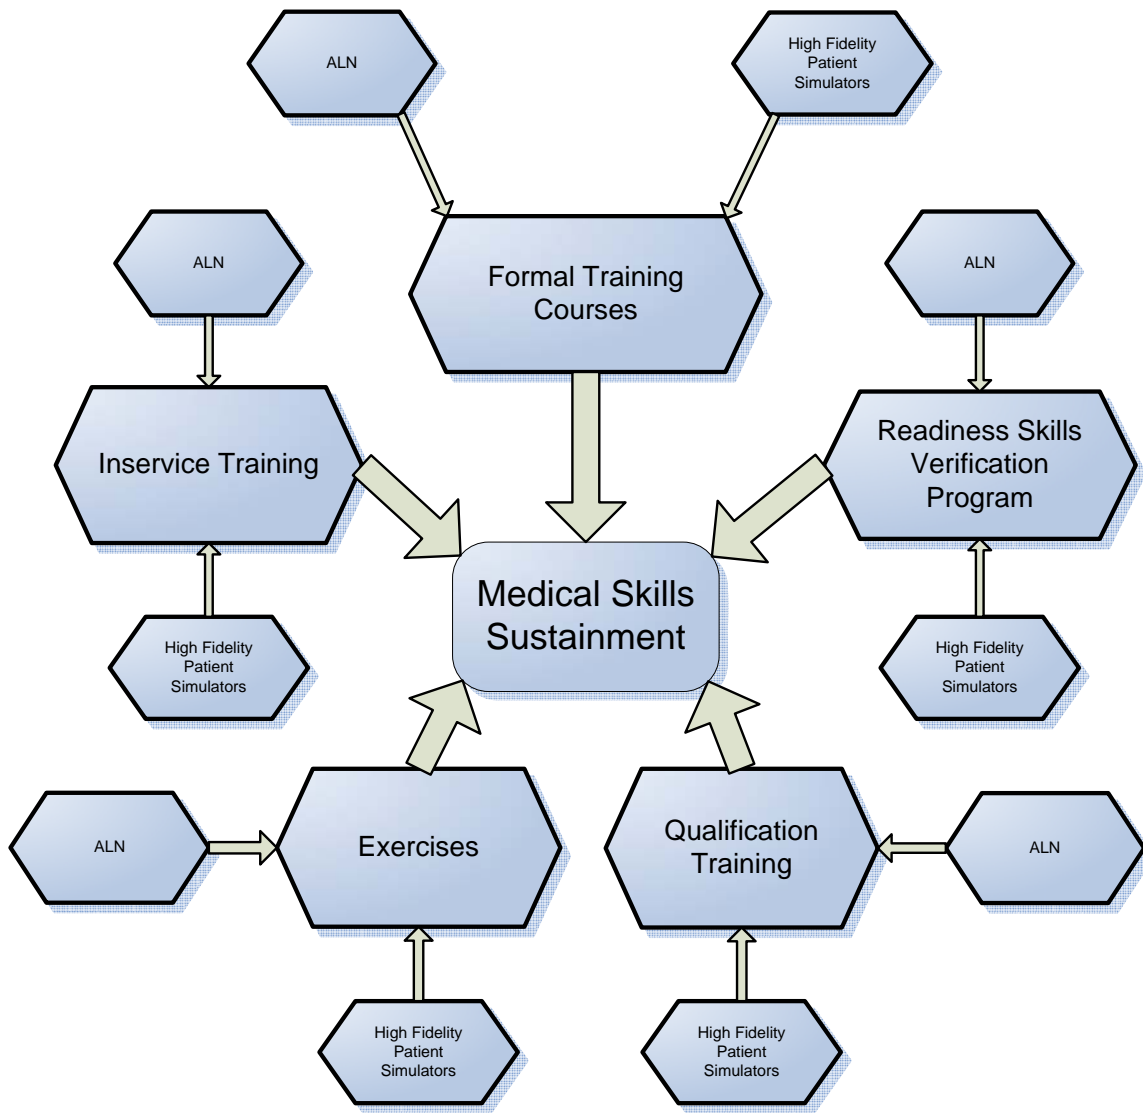 ALN
High Fidelity
Patient
Simulators
ALN
Formal Training
Courses
ALN
Inservice Training
Readiness Skills
Verification
Program
Medical Skills
Sustainment
High Fidelity
Patient
Simulators
High Fidelity
Patient
Simulators
ALN
Exercises
Qualification
Training
ALN
High Fidelity
Patient
Simulators
High Fidelity
Patient
Simulators